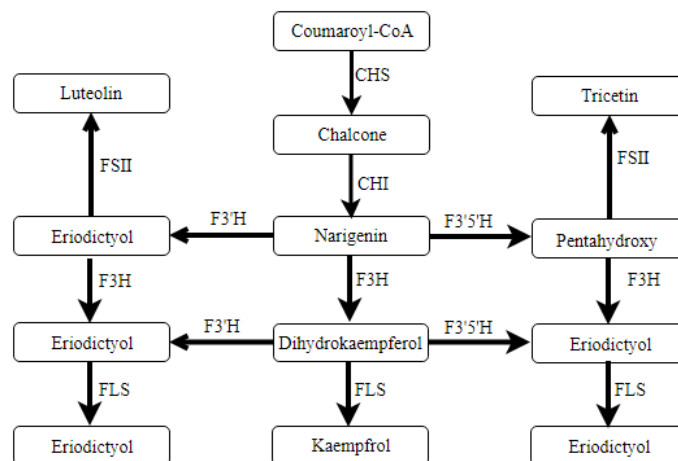 Coumaroyl-CoA
CHS
Luteolin
Tricetin
Chalcone
FSII
FSII
CHI
F3'H
F3'5'H
Eriodictyol
Narigenin
Pentahydroxy
F3H
F3H
F3H
F3'H
F3'5'H
Eriodictyol
Dihydrokaempferol
Eriodictyol
FLS
FLS
FLS
Eriodictyol
Kaempfrol
Eriodictyol